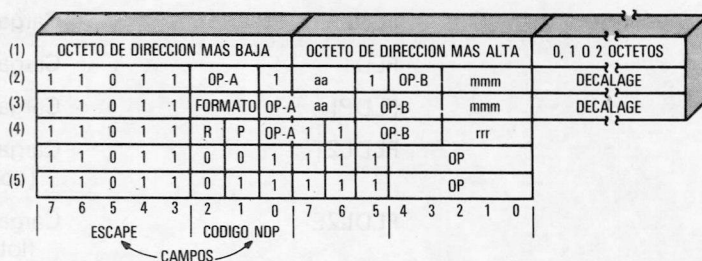 (1) OCTETO DE DIRECCION MAS BAJA OCTETO DE DIRECCION MAS ALTA 0, 1 O 2 OCTETOS
(2) 1 1 0 1 1 OP-A 1 aa 1 OP-B mmm DECALAGE
(3) 1 1 0 1 1 FORMATO OP-A aa OP-B mmm DECALAGE
(4) 1 1 0 1 1 R P OP-A 1 1 OP-B rrr
1 1 0 1 1 0 0 1 1 1 1 OP
(5) 1 1 0 1 1 0 1 1 1 1 1 OP
7 6 5 4 3 2 1 0 7 6 5 4 3 2 1 0
ESCAPE CODIGO NDP
CAMPOS